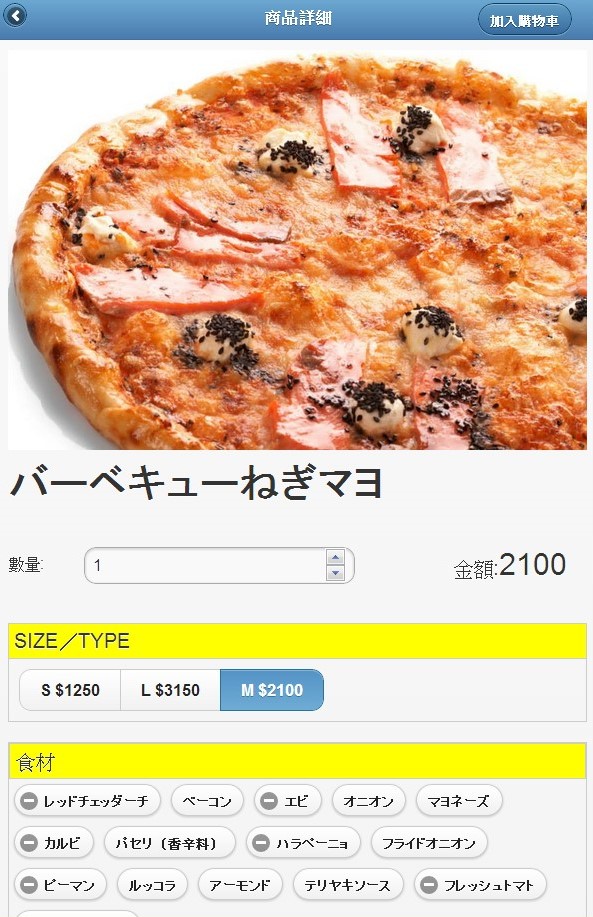 商品詳細 加入購物車
バーベキューねぎマヨ
數量: 1 金額:2100
SIZE／TYPE
S $1250 L $3150 M $2100
食材
レッドチェッダーチ ベーコン エビ オニオン マヨネーズ
カルビ パセリ（香辛料） ハラペーニョ フライドオニオン
ピーマン ルッコラ アーモンド テリヤキソース フレッシュトマト